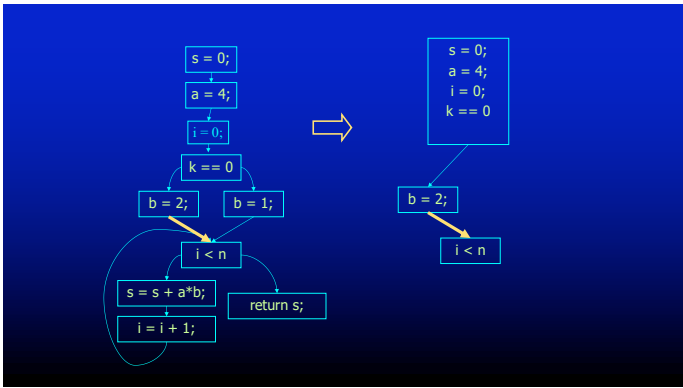 s = 0;
a = 4;
i = 0;
k == 0
b = 2;
b = 1;
i < n
s = s + a*b;
return s;
i = i + 1;
s = 0;
a = 4;
i = 0;
k == 0
b = 2;
i < n